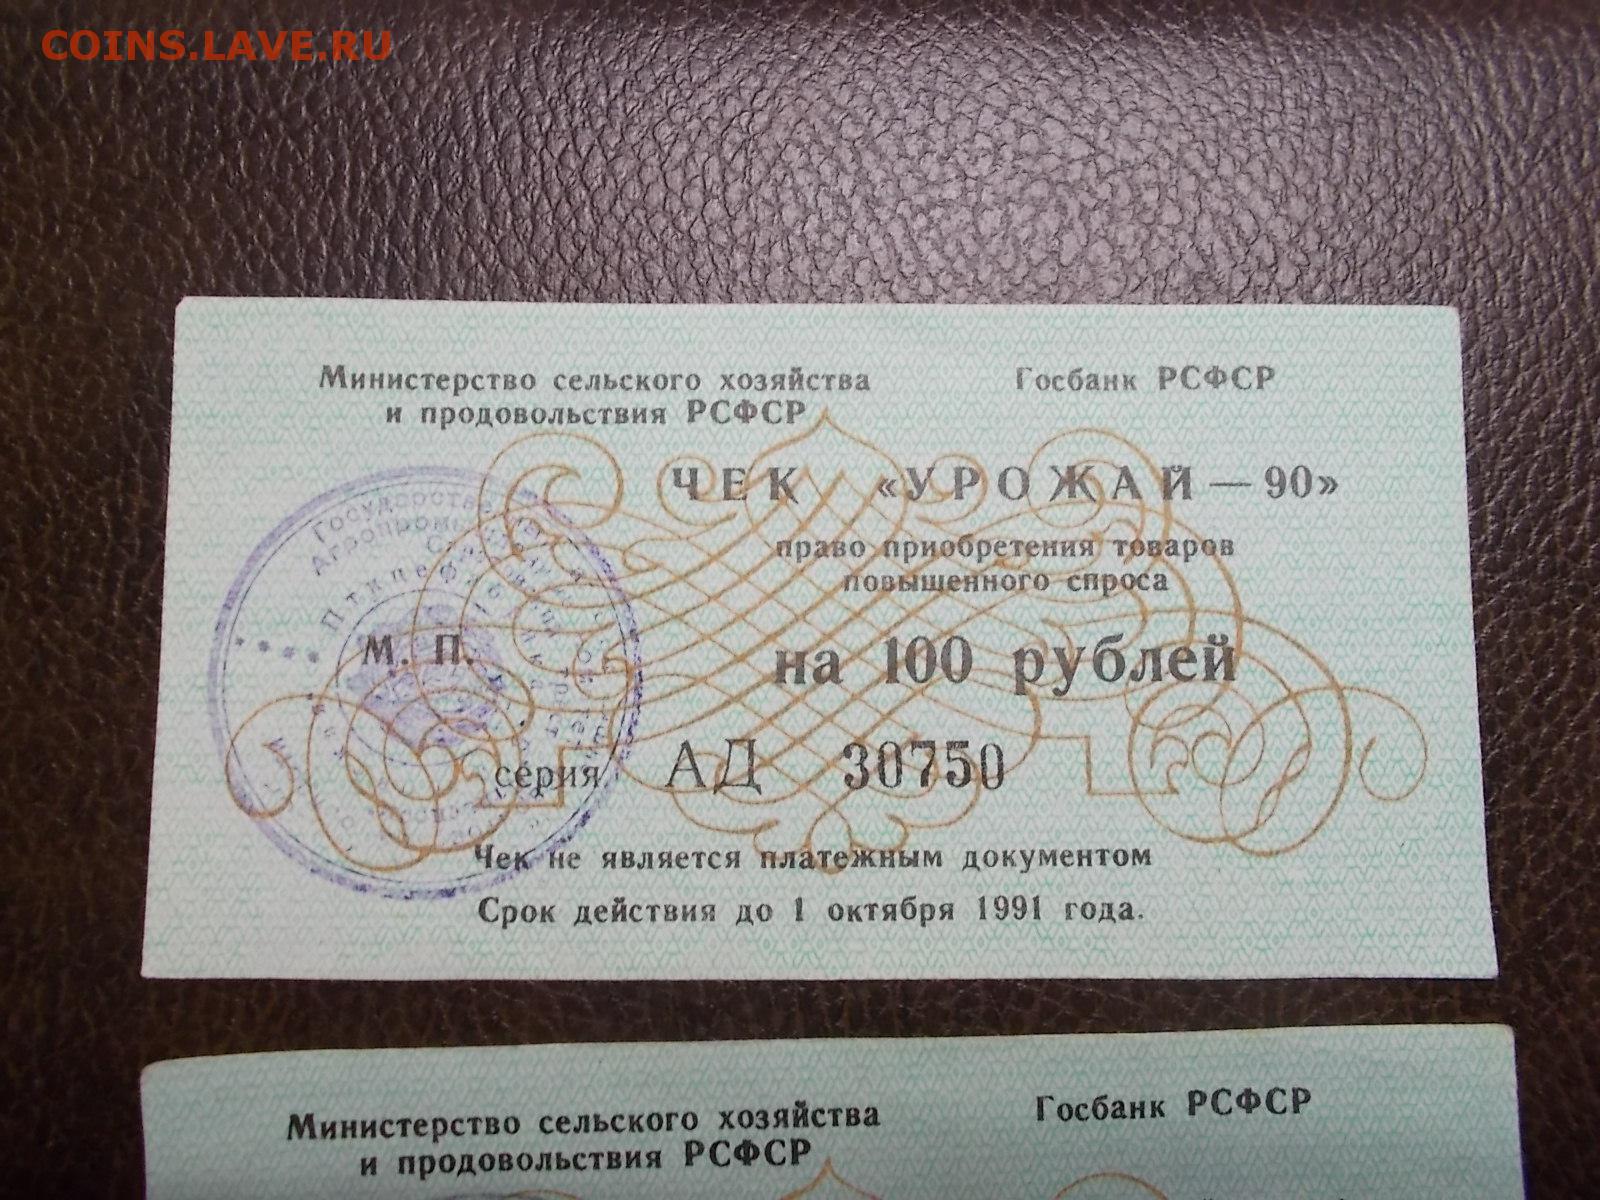 COINS.LAVE.RU
Министерство сельского хозяйства
и продовольствия РСФСР
Госбанк РСФСР
ЧЕК «УРОЖАЙ — 90»
право приобретения товаров
повышенного спроса
на 100 рублей
М. П.
серия АД 30750
Чек не является платежным документом
Срок действия до 1 октября 1991 года.
Министерство сельского хозяйства
и продовольствия РСФСР
Госбанк РСФСР